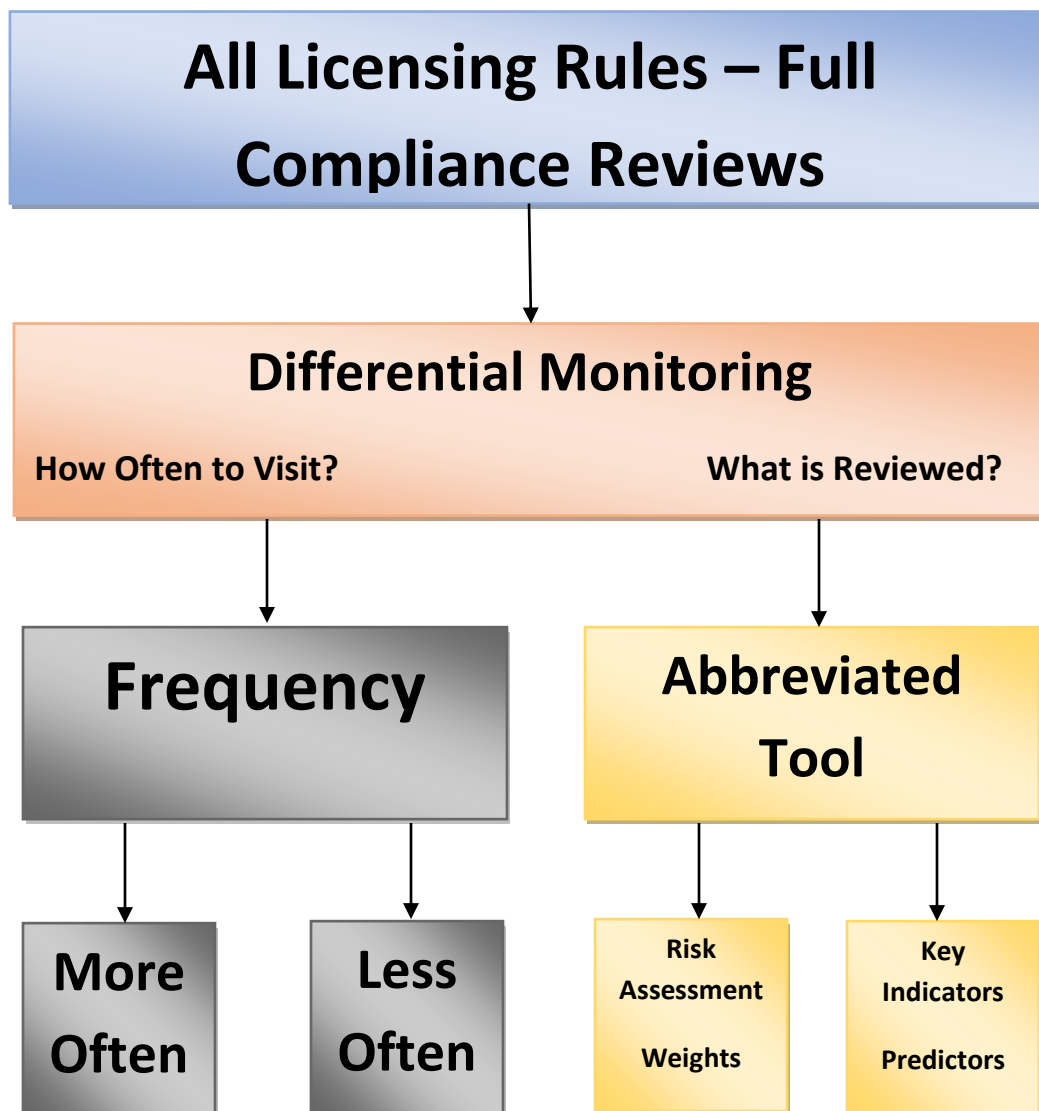 All Licensing Rules – Full
Compliance Reviews
Differential Monitoring
How Often to Visit?
What is Reviewed?
Frequency
Abbreviated
Tool
More
Often
Less
Often
Risk
Assessment
Weights
Key
Indicators
Predictors